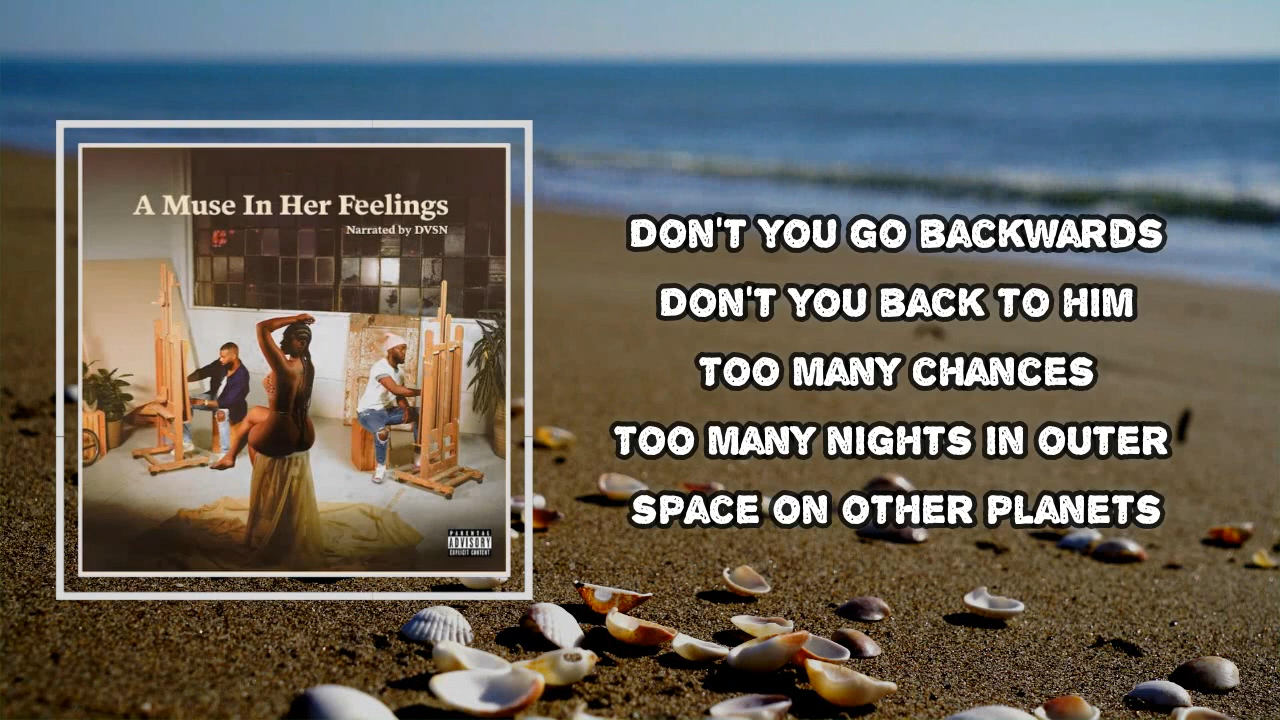 A Muse In Her Feelings
Narrated by DVSN
PARENTAL
ADVISORY
EXPLICIT CONTENT
DON'T YOU GO BACKWARDS
DON'T YOU BACK TO HIM
TOO MANY CHANCES
TOO MANY NIGHTS IN OUTER
SPACE ON OTHER PLANETS